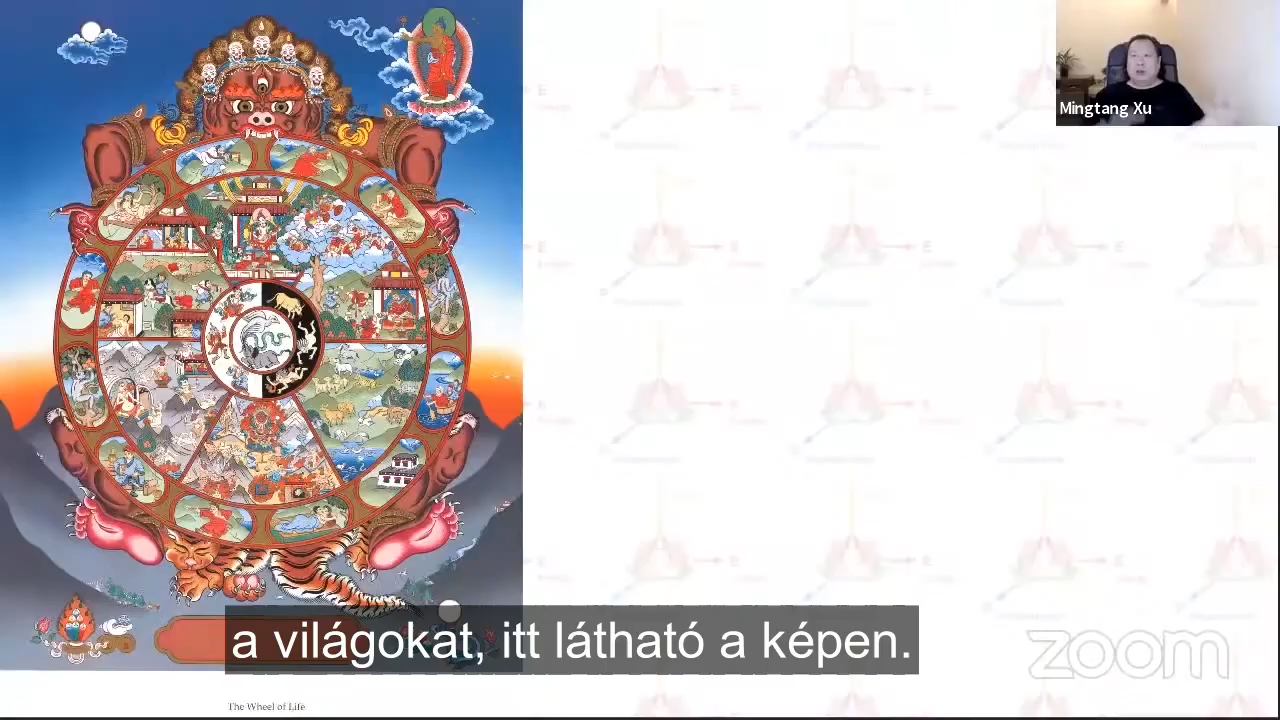 Mingtang Xu
a világokat, itt látható a képen.
zoom
The Wheel of Life